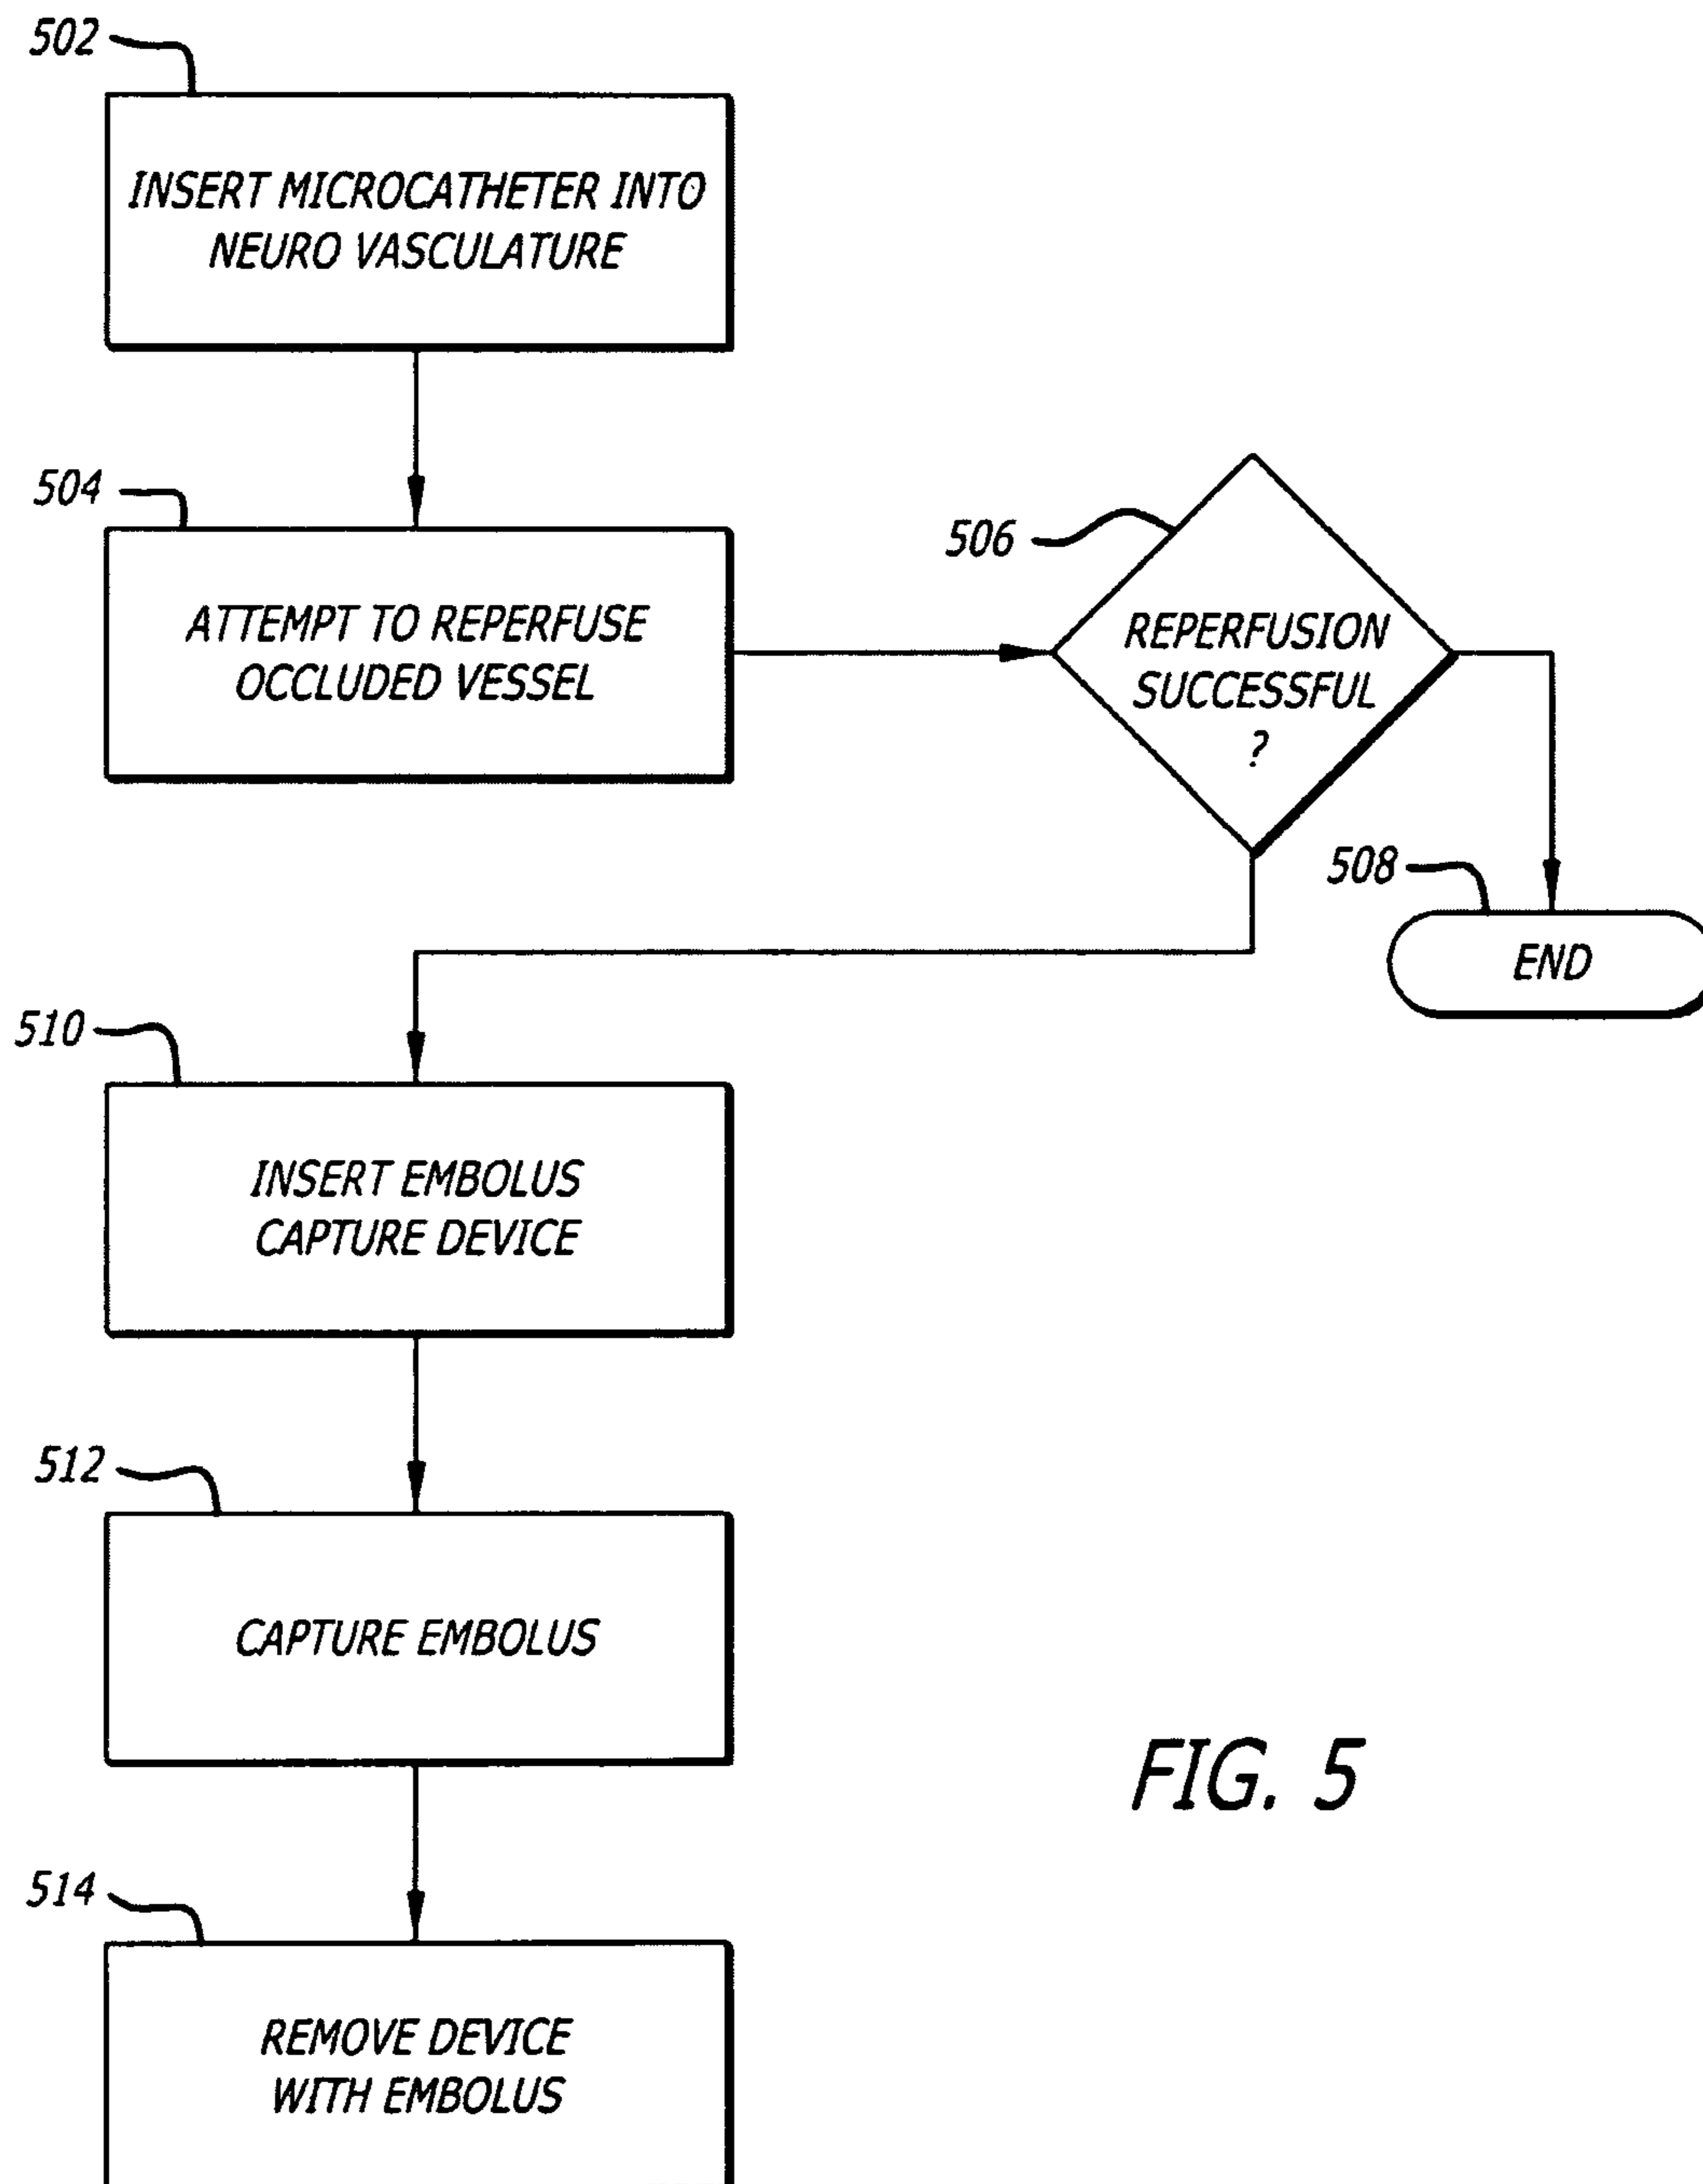 502
INSERT MICROCATHETER INTO
NEURO VASCULATURE
504
ATTEMPT TO REPERFUSE
OCCLUDED VESSEL
506
REPERFUSION
SUCCESSFUL
?
508
END
510
INSERT EMBOLUS
CAPTURE DEVICE
512
CAPTURE EMBOLUS
514
REMOVE DEVICE
WITH EMBOLUS
FIG. 5